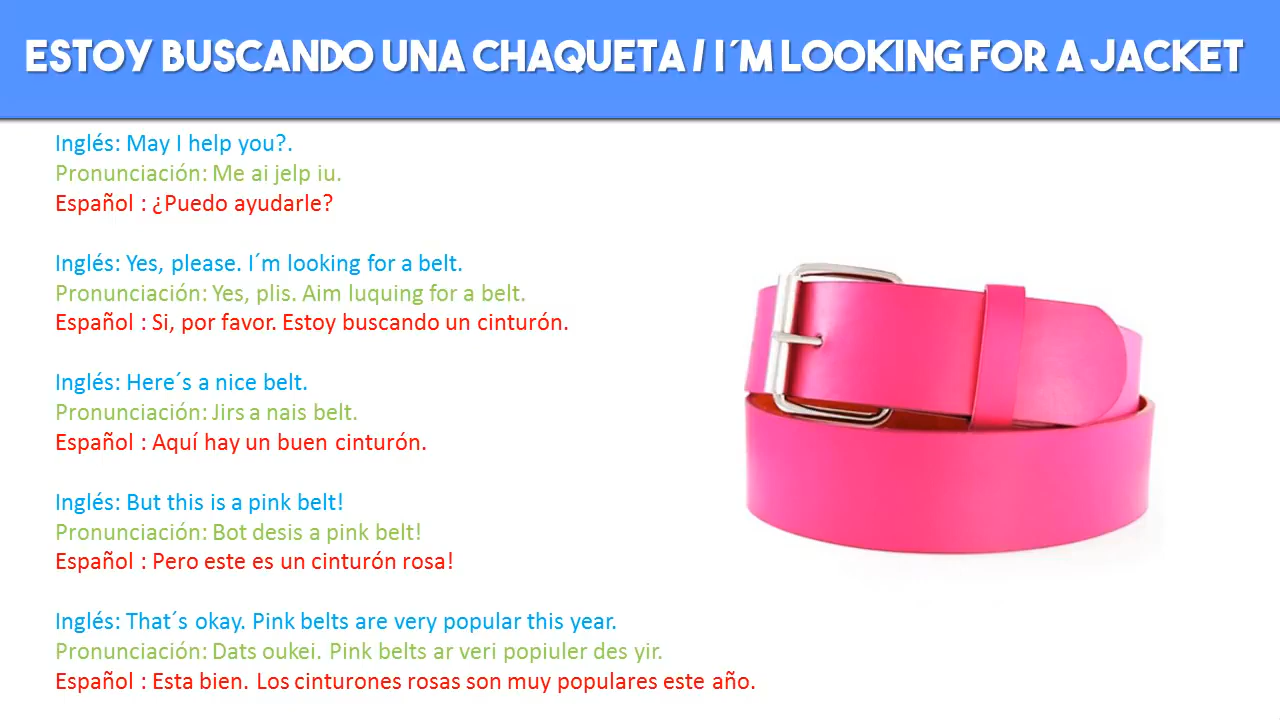 ESTOY BUSCANDO UNA CHAQUETA / I´M LOOKING FOR A JACKET
Inglés: May I help you?.
Pronunciación: Me ai jelp iu.
Español : ¿Puedo ayudarle?
Inglés: Yes, please. I´m looking for a belt.
Pronunciación: Yes, plis. Aim luquing for a belt.
Español : Si, por favor. Estoy buscando un cinturón.
Inglés: Here´s a nice belt.
Pronunciación: Jirs a nais belt.
Español : Aquí hay un buen cinturón.
Inglés: But this is a pink belt!
Pronunciación: Bot desis a pink belt!
Español : Pero este es un cinturón rosa!
Inglés: That´s okay. Pink belts are very popular this year.
Pronunciación: Dats oukei. Pink belts ar veri popiuler des yir.
Español : Esta bien. Los cinturones rosas son muy populares este año.